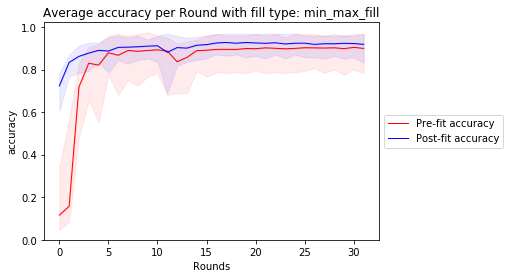 Average accuracy per Round with fill type: min_max_fill
1.0
0.8
0.6
0.4
0.2
0.0
accuracy
0
5
10
15
20
25
30
Rounds
Pre-fit accuracy
Post-fit accuracy